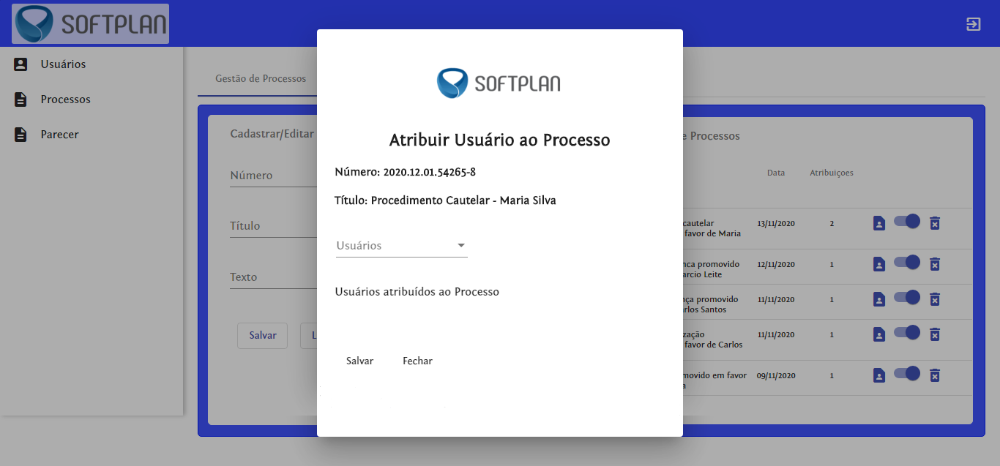 SOFTPLAN
Usuários
Processos
Parecer
Gestão de Processos
Cadastrar/Editar
Número
Título
Texto
Salvar
L
SOFTPLAN
Atribuir Usuário ao Processo
Número: 2020.12.01.54265-8
Título: Procedimento Cautelar - Maria Silva
Usuários
Usuários atribuídos ao Processo
Salvar Fechar
e Processos
Data Atribuiçoes
cautelar
favor de Maria
13/11/2020 2
nca promovido
arcio Leite
12/11/2020 1
nça promovido
arlos Santos
11/11/2020 1
zação
favor de Carlos
11/11/2020 1
movido em favor
a
09/11/2020 1